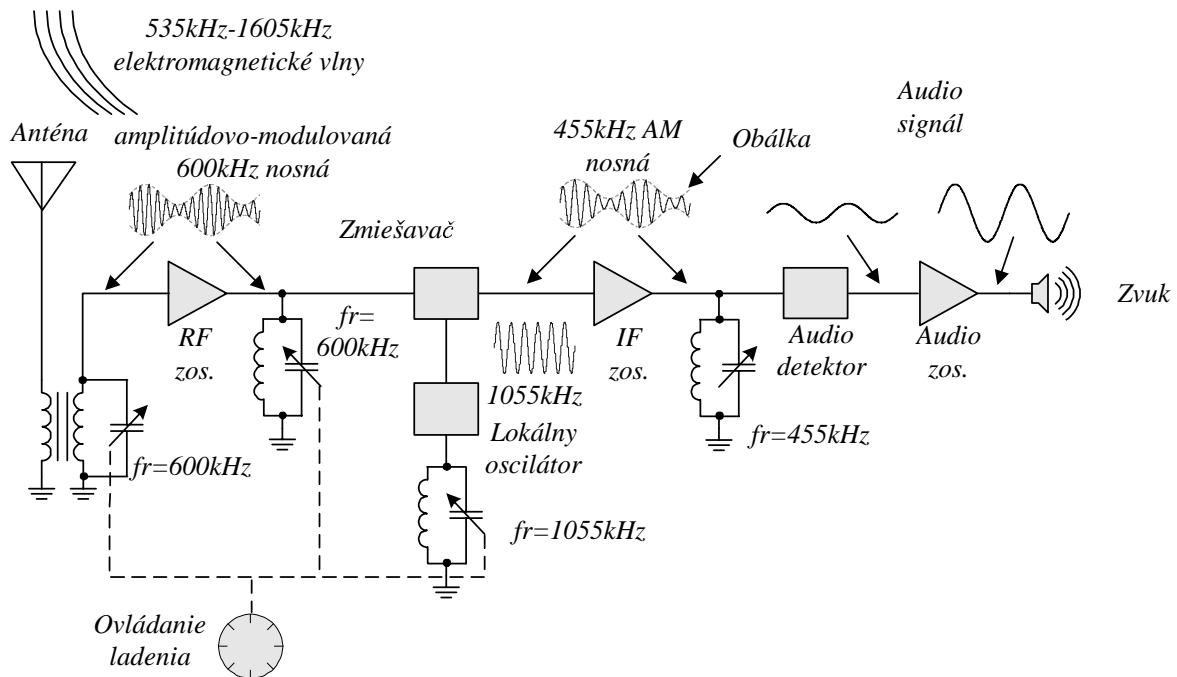 535kHz-1605kHz
elektromagnetické vlny
Anténa
amplitúdovo-modulovaná
600kHz nosná
Zmiešavač
455kHz AM
nosná
Obálka
Audio
signál
RF
zos.
fr=
600kHz
1055kHz
Lokálny
oscilátor
IF
zos.
Audio
detektor
Audio
zos.
Zvuk
fr=600kHz
fr=455kHz
fr=1055kHz
Ovládanie
ladenia